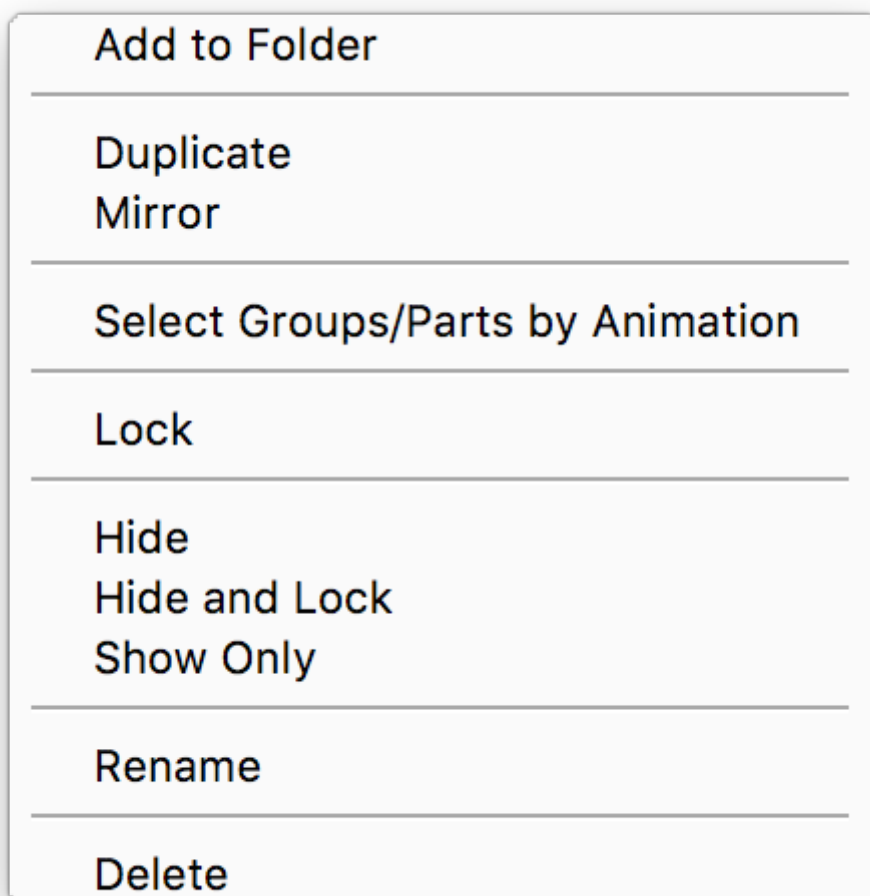 Add to Folder
Duplicate
Mirror
Select Groups/Parts by Animation
Lock
Hide
Hide and Lock
Show Only
Rename
Delete